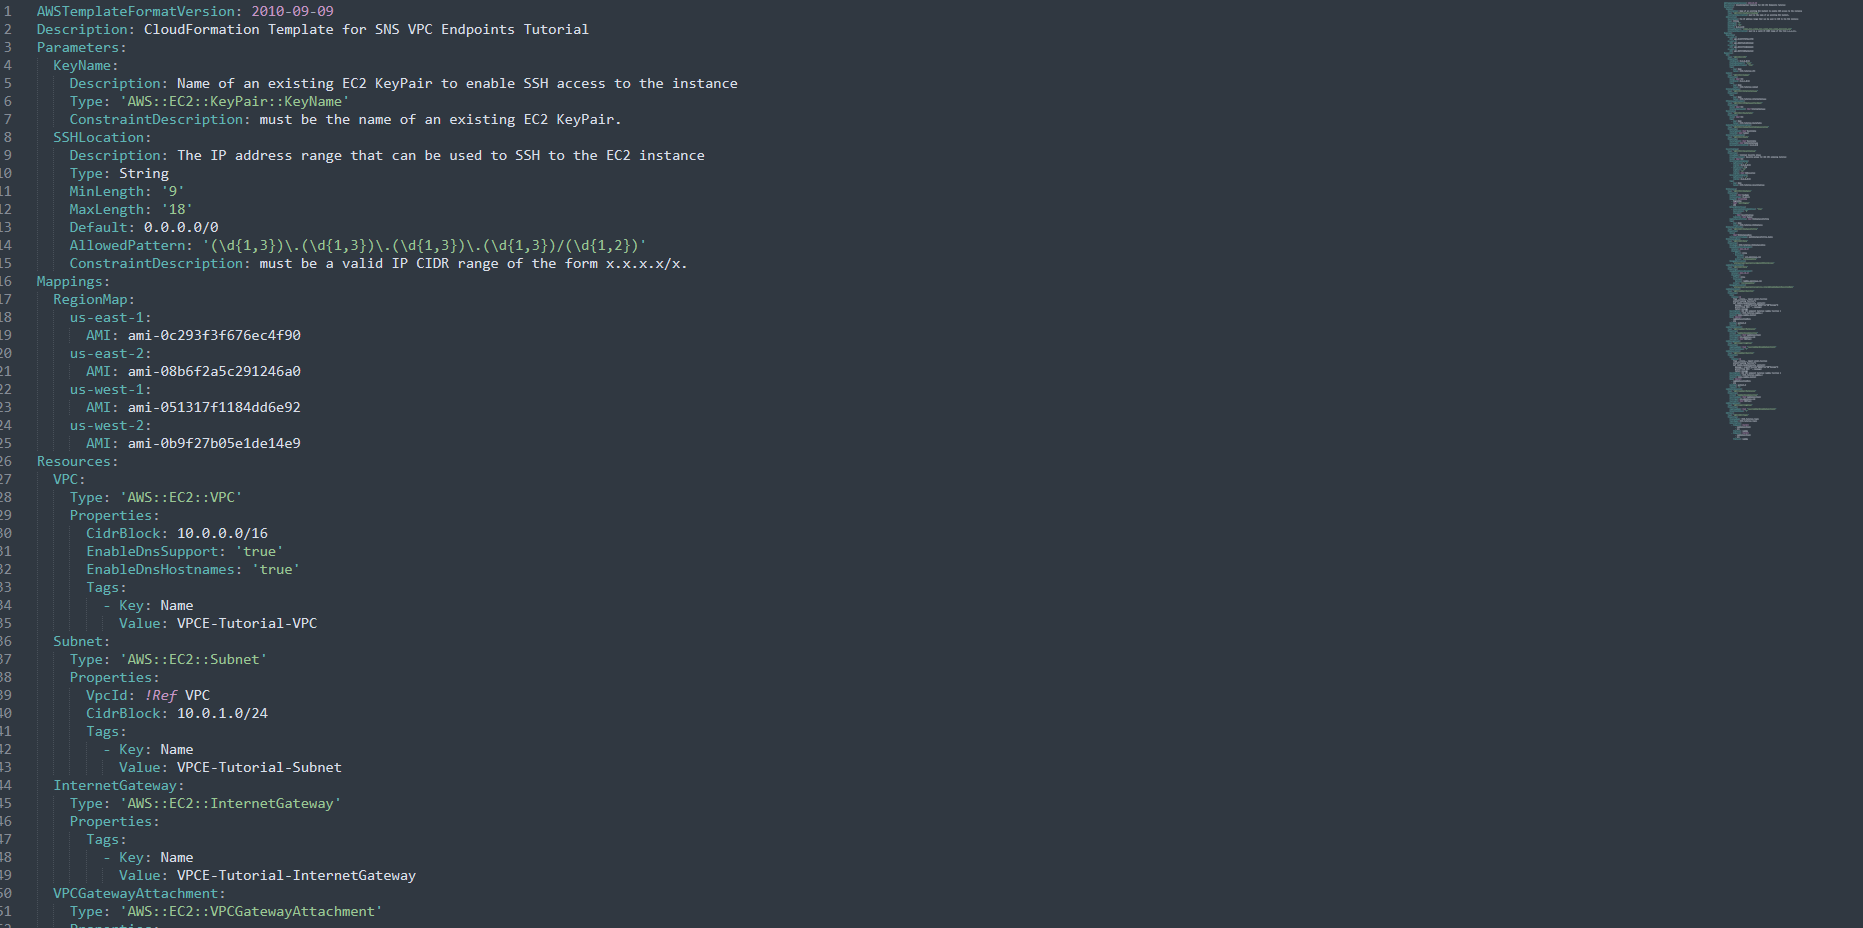 1 AWSTemplateFormatVersion: 2010-09-09
2 Description: CloudFormation Template for SNS VPC Endpoints Tutorial
3 Parameters:
4 KeyName:
5 Description: Name of an existing EC2 KeyPair to enable SSH access to the instance
6 Type: 'AWS::EC2::KeyPair::KeyName'
7 ConstraintDescription: must be the name of an existing EC2 KeyPair.
8 SSHLocation:
9 Description: The IP address range that can be used to SSH to the EC2 instance
10 Type: String
11 MinLength: '9'
12 MaxLength: '18'
13 Default: 0.0.0.0/0
14 AllowedPattern: '(\d{1,3})\.(\d{1,3})\.(\d{1,3})\.(\d{1,3})/(\d{1,2})'
15 ConstraintDescription: must be a valid IP CIDR range of the form x.x.x.x/x.
16 Mappings:
17 RegionMap:
18 us-east-1:
19 AMI: ami-0c293f3f676ec4f90
20 us-east-2:
21 AMI: ami-08b6f2a5c291246a0
22 us-west-1:
23 AMI: ami-051317f1184dd6e92
24 us-west-2:
25 AMI: ami-0b9f27b05e1de14e9
26 Resources:
27 VPC:
28 Type: 'AWS::EC2::VPC'
29 Properties:
30 CidrBlock: 10.0.0.0/16
31 EnableDnsSupport: 'true'
32 EnableDnsHostnames: 'true'
33 Tags:
34 - Key: Name
35 Value: VPCE-Tutorial-VPC
36 Subnet:
37 Type: 'AWS::EC2::Subnet'
38 Properties:
39 VpcId: !Ref VPC
40 CidrBlock: 10.0.1.0/24
41 Tags:
42 - Key: Name
43 Value: VPCE-Tutorial-Subnet
44 InternetGateway:
45 Type: 'AWS::EC2::InternetGateway'
46 Properties:
47 Tags:
48 - Key: Name
49 Value: VPCE-Tutorial-InternetGateway
50 VPCGatewayAttachment:
51 Type: 'AWS::EC2::VPCGatewayAttachment'